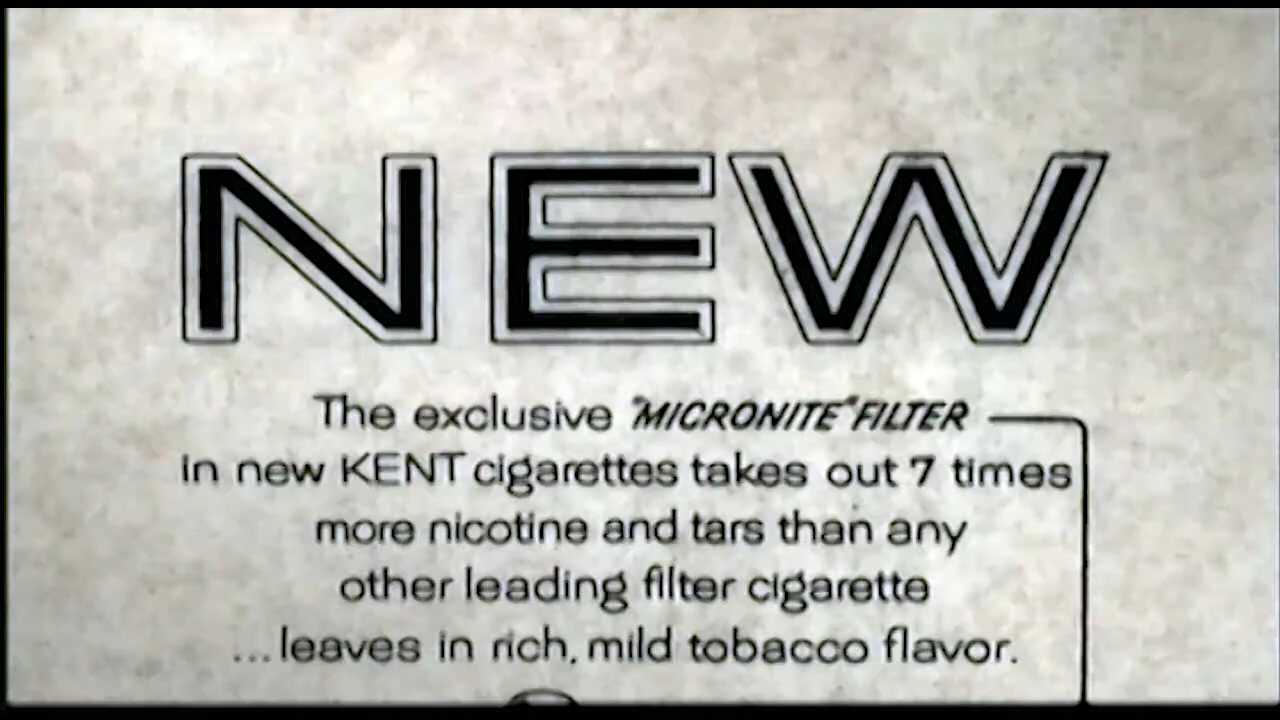 NEW
The exclusive "MICRONITE" FILTER
in new KENT cigarettes takes out 7 times
more nicotine and tars than any
other leading filter cigarette
...leaves in rich, mild tobacco flavor.